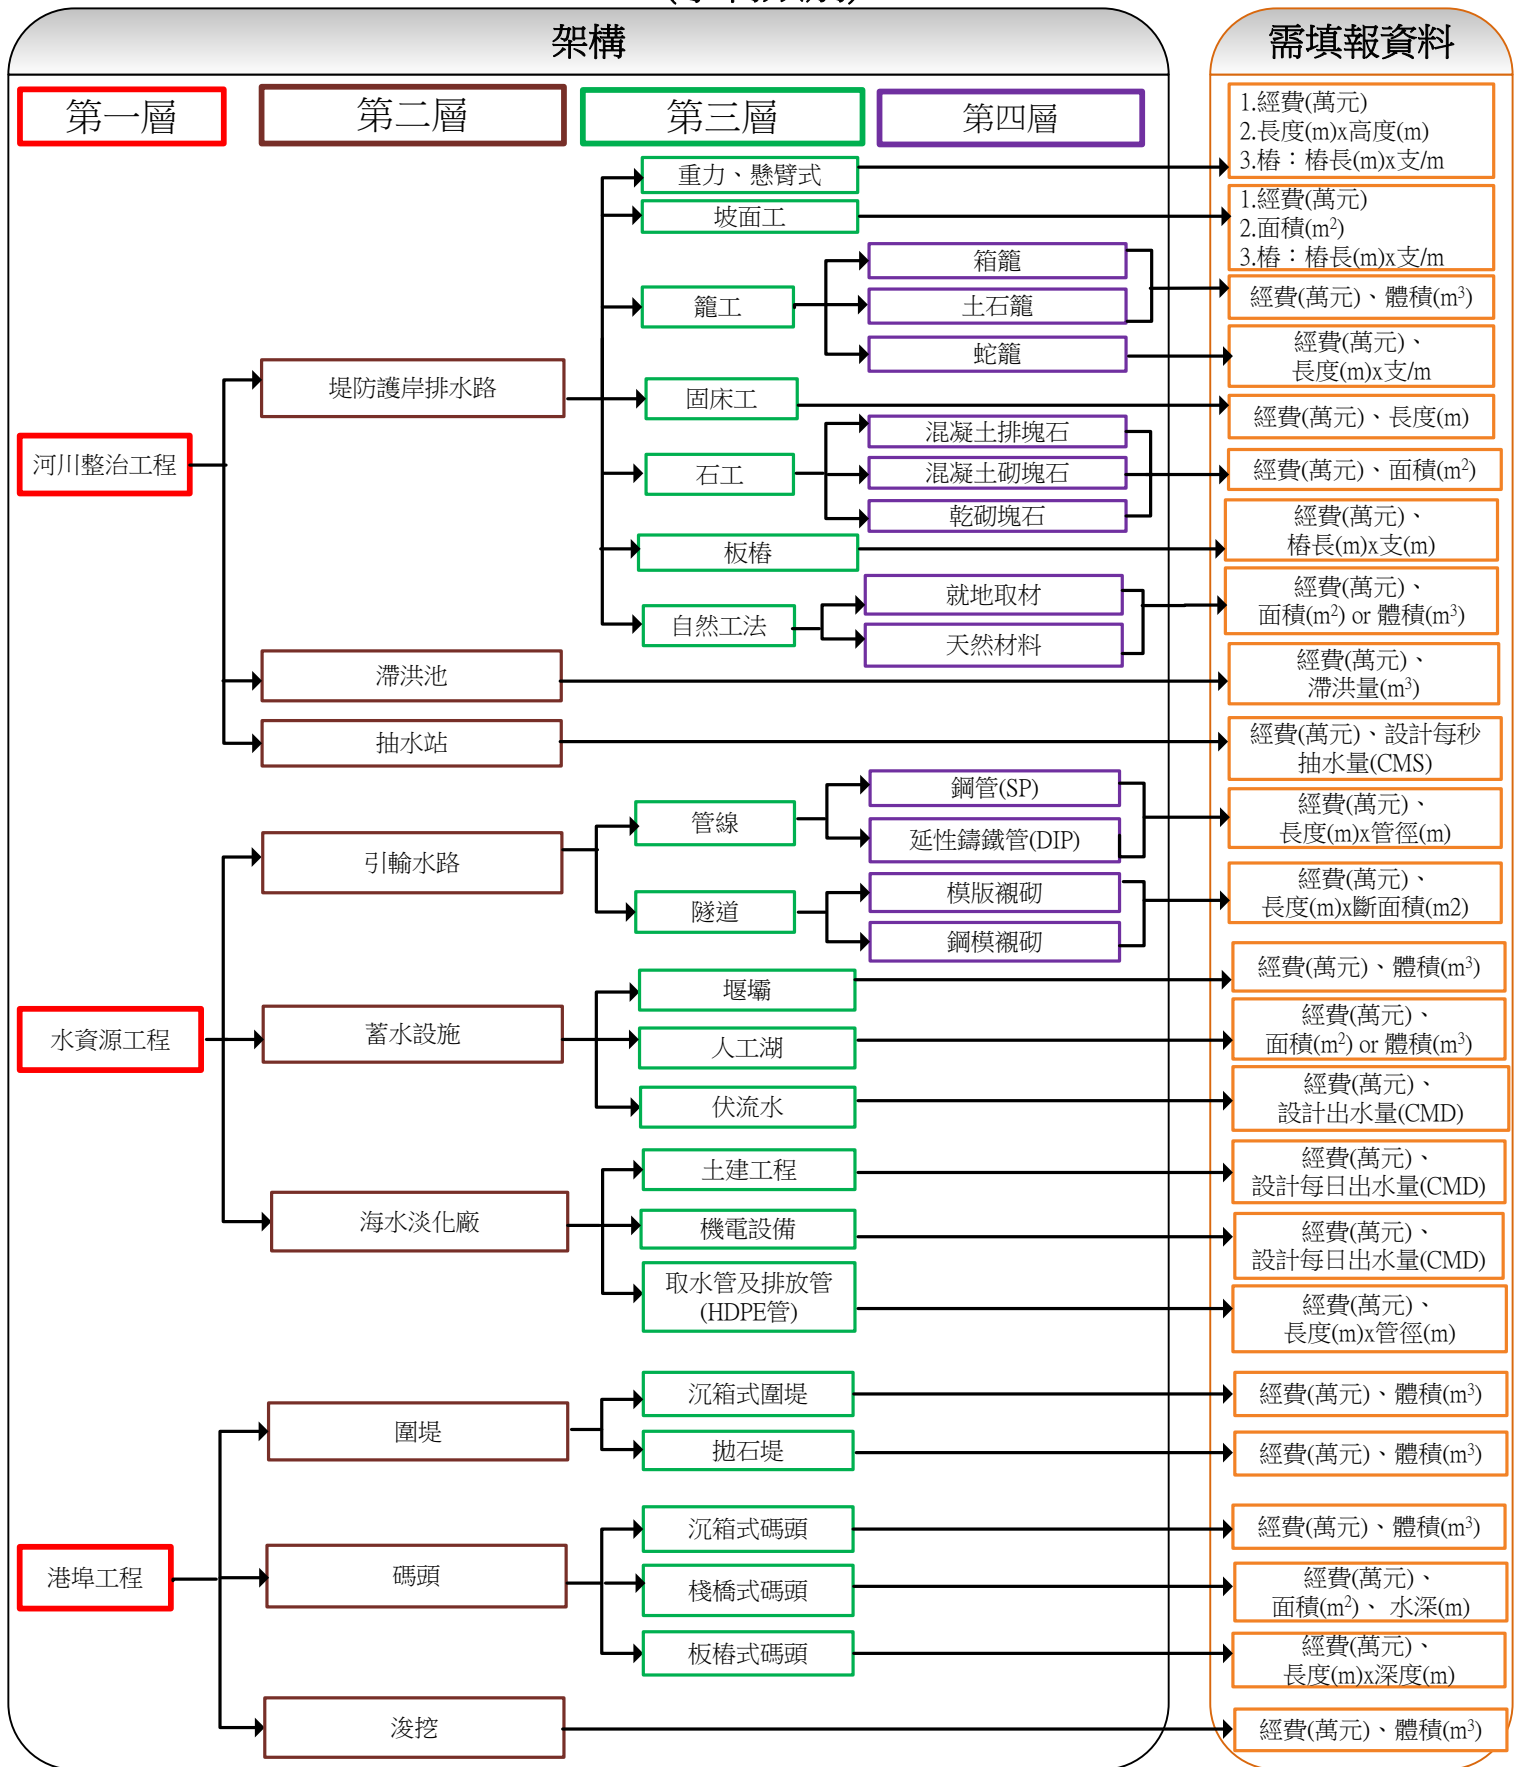 架構
需填報資料
第一層
第二層
第三層
第四層
1.經費(萬元)
2.長度(m)x高度(m)
3.樁：樁長(m)x支/m
重力、懸臂式
坡面工
1.經費(萬元)
2.面積(m²)
3.樁：樁長(m)x支/m
箱籠
籠工
土石籠
經費(萬元)、體積(m³)
蛇籠
經費(萬元)、
長度(m)x支/m
堤防護岸排水路
固床工
經費(萬元)、長度(m)
河川整治工程
混凝土排塊石
石工
混凝土砌塊石
經費(萬元)、面積(m²)
乾砌塊石
板樁
經費(萬元)、
樁長(m)x支(m)
就地取材
自然工法
天然材料
經費(萬元)、
面積(m²) or 體積(m³)
滯洪池
經費(萬元)、
滯洪量(m³)
抽水站
經費(萬元)、設計每秒
抽水量(CMS)
鋼管(SP)
管線
延性鑄鐵管(DIP)
經費(萬元)、
長度(m)x管徑(m)
引輸水路
模版襯砌
隧道
鋼模襯砌
經費(萬元)、
長度(m)x斷面積(m2)
堰壩
經費(萬元)、體積(m³)
水資源工程
蓄水設施
人工湖
經費(萬元)、
面積(m²) or 體積(m³)
伏流水
經費(萬元)、
設計出水量(CMD)
土建工程
經費(萬元)、
設計每日出水量(CMD)
海水淡化廠
機電設備
經費(萬元)、
設計每日出水量(CMD)
取水管及排放管
(HDPE管)
經費(萬元)、
長度(m)x管徑(m)
沉箱式圍堤
經費(萬元)、體積(m³)
圍堤
拋石堤
經費(萬元)、體積(m³)
沉箱式碼頭
經費(萬元)、體積(m³)
港埠工程
碼頭
棧橋式碼頭
經費(萬元)、
面積(m²)、 水深(m)
板樁式碼頭
經費(萬元)、
長度(m)x深度(m)
浚挖
經費(萬元)、體積(m³)